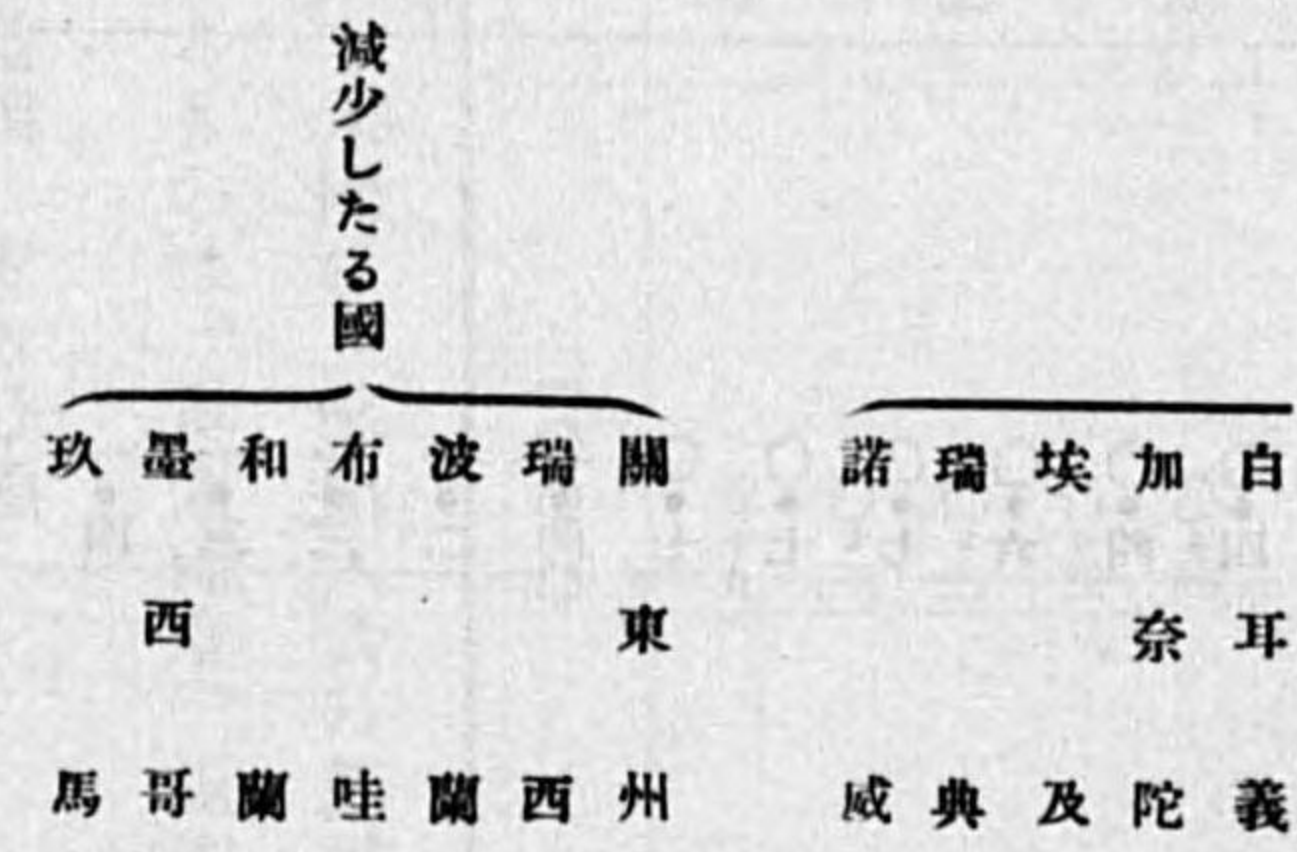 白耳義
加奈陀
埃及
瑞典
諾威
減少したる國
關東州
瑞西
波蘭
布哇
和蘭
墨西哥
玖馬